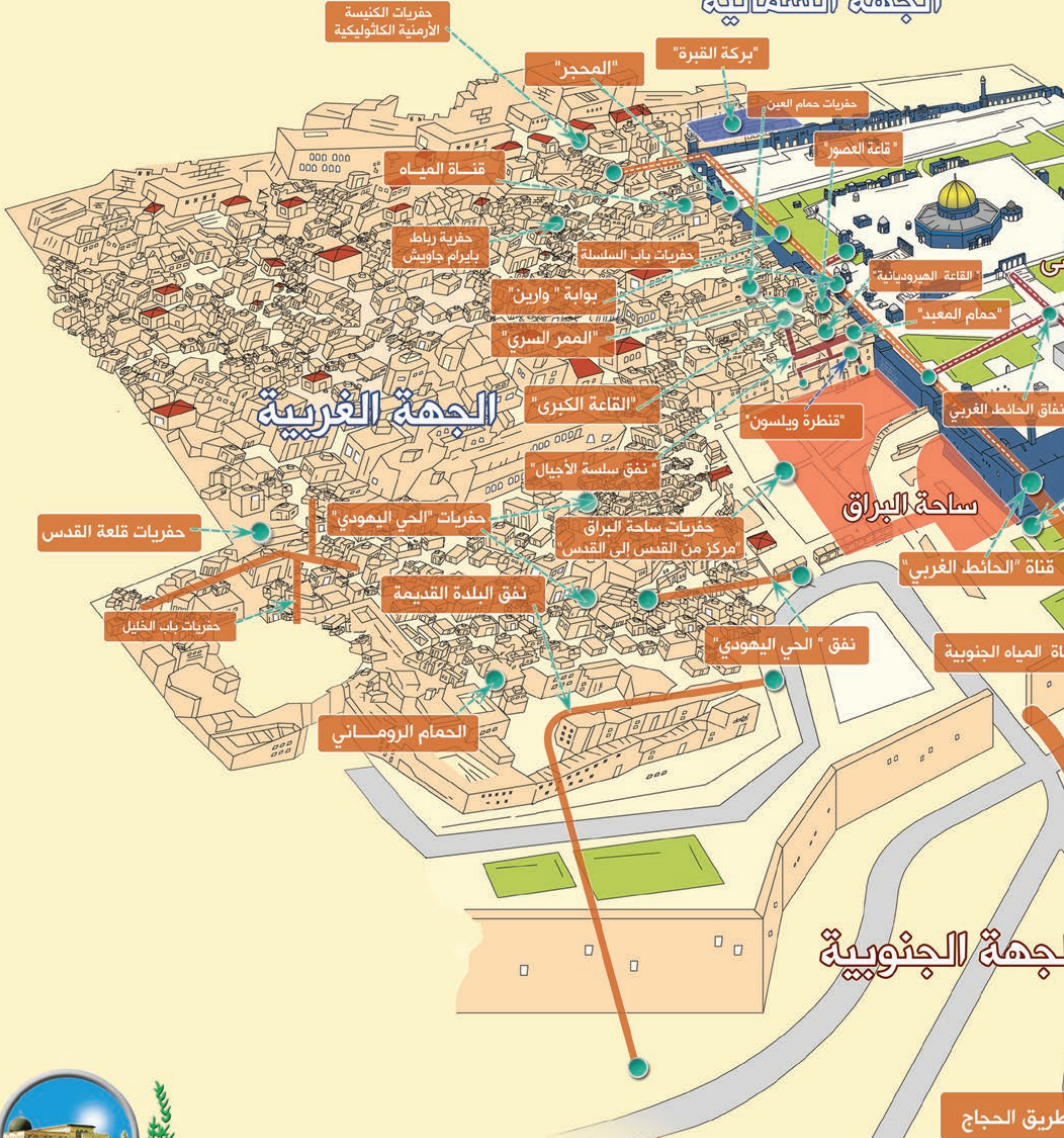 الجهة الشمالية
حفريات الكنيسة
الأرمنية الكاثوليكية
"بركة القبرة"
"المحجر"
حفريات حمام العين
"قاعة العصور"
قنـــاة الميـــاه
حفرية رباط
بايرام جاويش
حفريات باب السلسلة
"القاعة الهيروديانية"
بوابة " وارين"
"حمام المعبد"
"الممر السري"
الجهة الغربية
"القاعة الكبرى"
"قنطرة ويلسون"
الحائط الغربي
" نفق سلسة الأجيال"
ساحة البراق
حفريات "الحي اليهودي"
حفريات ساحة البراق
"مركز من القدس إلى القدس"
حفريات قلعة القدس
قناة "الحائط الغربي"
نفق البلدة القديمة
حفريات باب الخليل
نفق " الحي اليهودي"
المياه الجنوبية
الحمام الرومـــاني
الجنوبية
طريق الحجاج